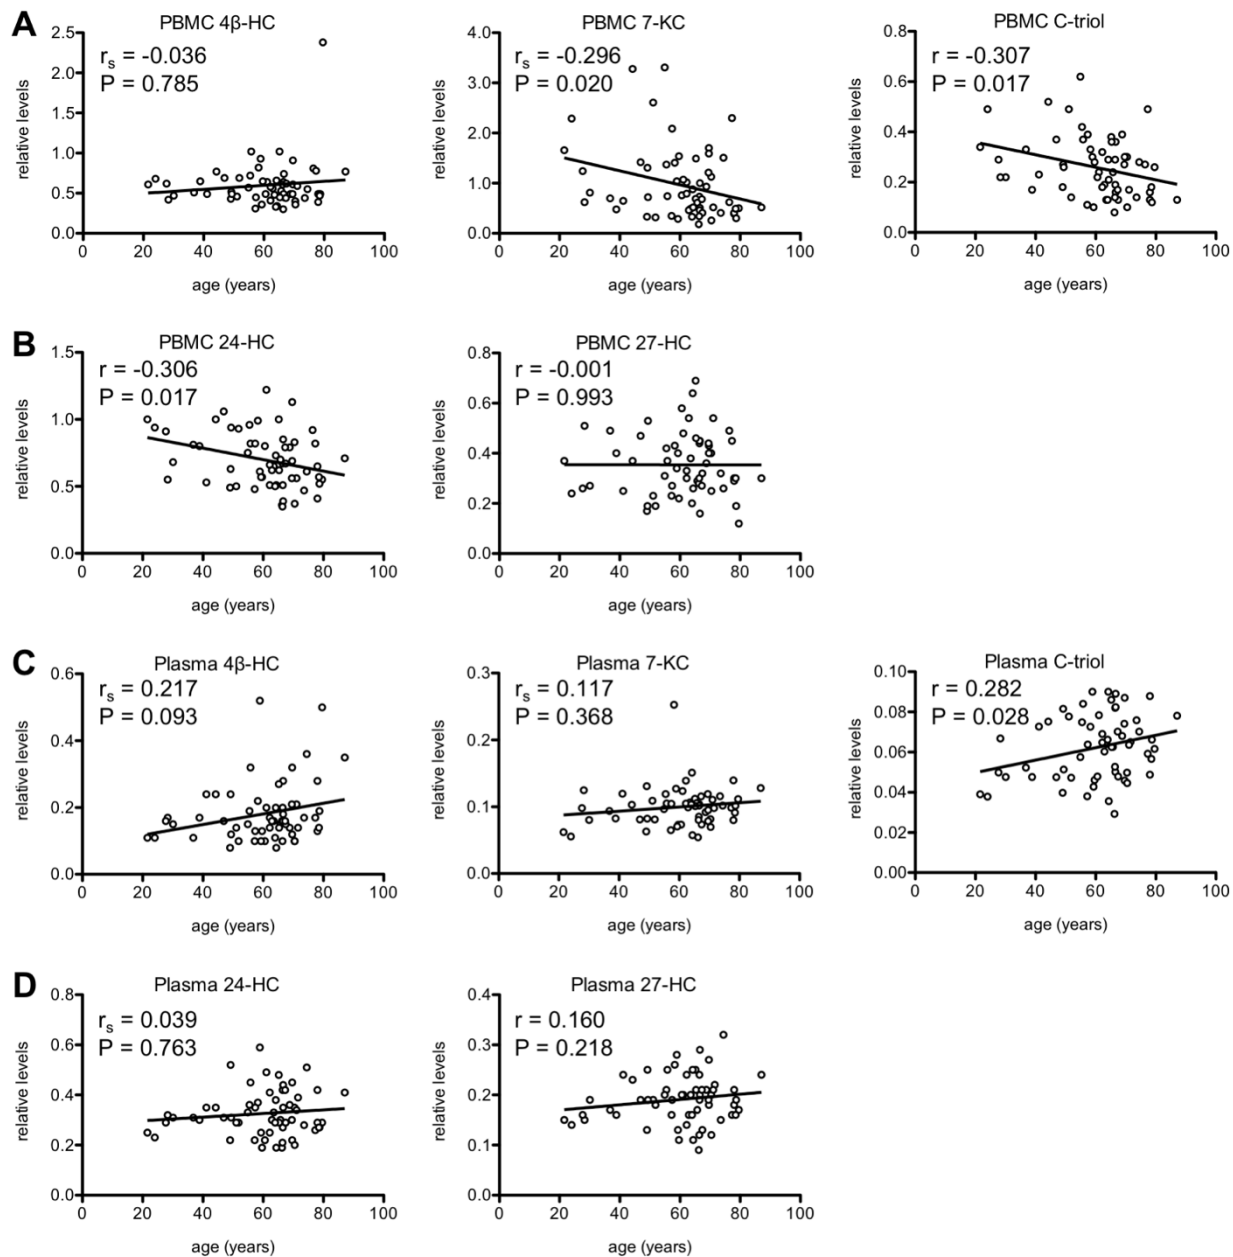 A
PBMC 4β-HC
r_s = -0.036
P = 0.785
relative levels
2.5
2.0
1.5
1.0
0.5
0.0
0 20 40 60 80 100
age (years)
PBMC 7-KC
r_s = -0.296
P = 0.020
relative levels
4.0
3.0
2.0
1.0
0.0
0 20 40 60 80 100
age (years)
PBMC C-triol
r = -0.307
P = 0.017
relative levels
0.8
0.6
0.4
0.2
0.0
0 20 40 60 80 100
age (years)
B
PBMC 24-HC
r = -0.306
P = 0.017
relative levels
1.5
1.0
0.5
0.0
0 20 40 60 80 100
age (years)
PBMC 27-HC
r = -0.001
P = 0.993
relative levels
0.8
0.6
0.4
0.2
0.0
0 20 40 60 80 100
age (years)
C
Plasma 4β-HC
r_s = 0.217
P = 0.093
relative levels
0.6
0.4
0.2
0.0
0 20 40 60 80 100
age (years)
Plasma 7-KC
r_s = 0.117
P = 0.368
relative levels
0.3
0.2
0.1
0.0
0 20 40 60 80 100
age (years)
Plasma C-triol
r = 0.282
P = 0.028
relative levels
0.10
0.08
0.06
0.04
0.02
0.00
0 20 40 60 80 100
age (years)
D
Plasma 24-HC
r_s = 0.039
P = 0.763
relative levels
0.8
0.6
0.4
0.2
0.0
0 20 40 60 80 100
age (years)
Plasma 27-HC
r = 0.160
P = 0.218
relative levels
0.4
0.3
0.2
0.1
0.0
0 20 40 60 80 100
age (years)